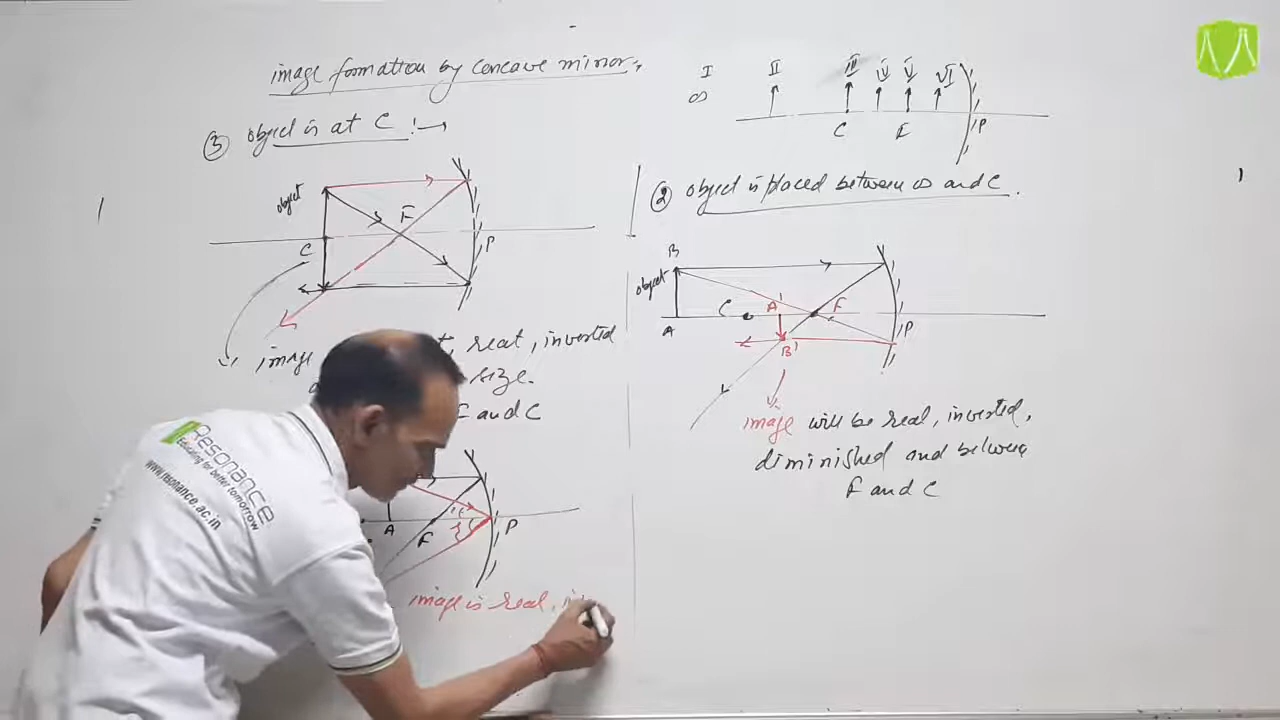 image formation by concave mirror,
③ object is at C :→
object
F
C
P
image
t, real, inverted
size.
F and C
A
F
P
image is real,
I II III IV V VI
∞
C F P
② object is placed between ∞ and C.
B
object
A C A' F P
B'
image will be real, inverted,
diminished and between
F and C
Resonance
Educating for better tomorrow
www.resonance.ac.in